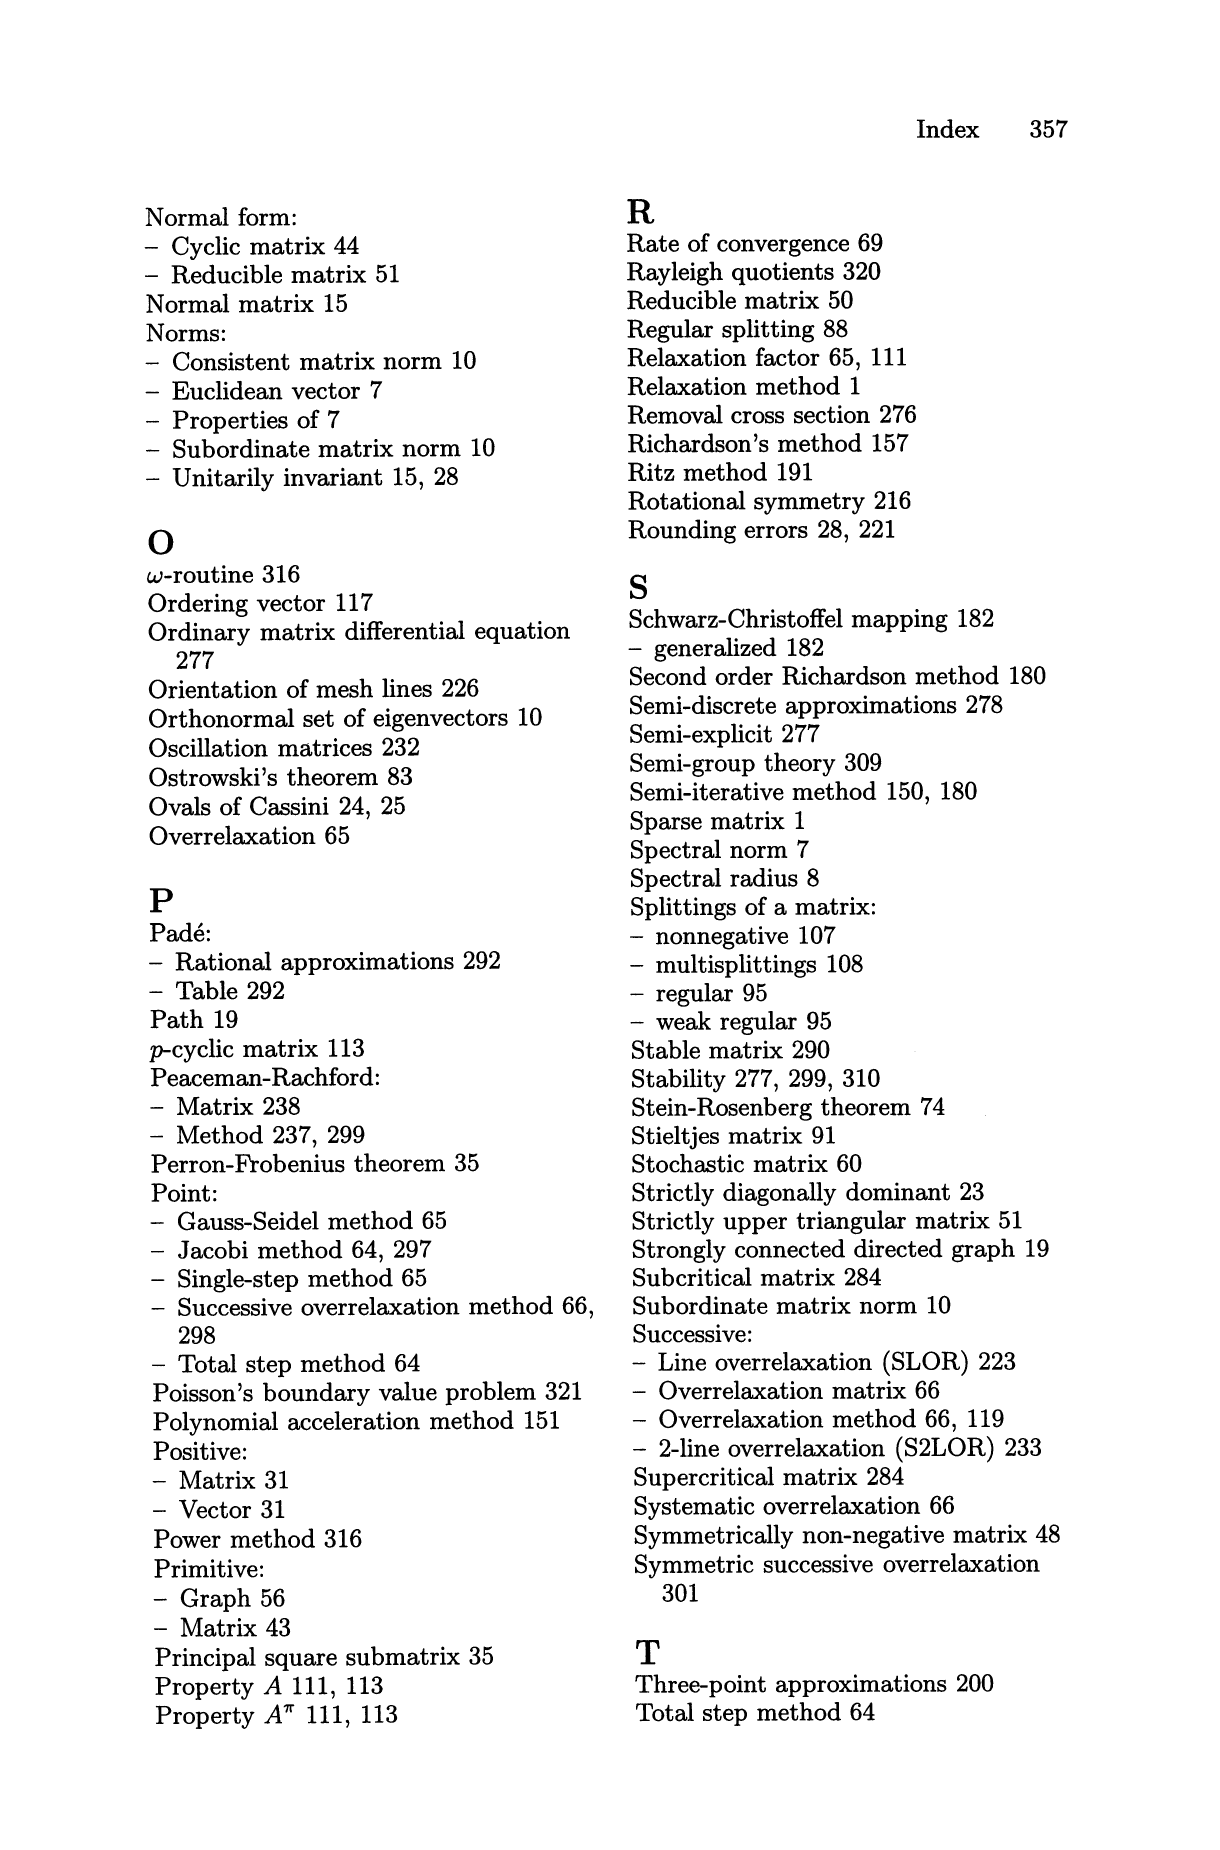 Index 357
Normal form:
– Cyclic matrix 44
– Reducible matrix 51
Normal matrix 15
Norms:
– Consistent matrix norm 10
– Euclidean vector 7
– Properties of 7
– Subordinate matrix norm 10
– Unitarily invariant 15, 28
O
ω-routine 316
Ordering vector 117
Ordinary matrix differential equation
277
Orientation of mesh lines 226
Orthonormal set of eigenvectors 10
Oscillation matrices 232
Ostrowski's theorem 83
Ovals of Cassini 24, 25
Overrelaxation 65
P
Padé:
– Rational approximations 292
– Table 292
Path 19
p-cyclic matrix 113
Peaceman-Rachford:
– Matrix 238
– Method 237, 299
Perron-Frobenius theorem 35
Point:
– Gauss-Seidel method 65
– Jacobi method 64, 297
– Single-step method 65
– Successive overrelaxation method 66,
298
– Total step method 64
Poisson's boundary value problem 321
Polynomial acceleration method 151
Positive:
– Matrix 31
– Vector 31
Power method 316
Primitive:
– Graph 56
– Matrix 43
Principal square submatrix 35
Property A 111, 113
Property A^π 111, 113
R
Rate of convergence 69
Rayleigh quotients 320
Reducible matrix 50
Regular splitting 88
Relaxation factor 65, 111
Relaxation method 1
Removal cross section 276
Richardson's method 157
Ritz method 191
Rotational symmetry 216
Rounding errors 28, 221
S
Schwarz-Christoffel mapping 182
– generalized 182
Second order Richardson method 180
Semi-discrete approximations 278
Semi-explicit 277
Semi-group theory 309
Semi-iterative method 150, 180
Sparse matrix 1
Spectral norm 7
Spectral radius 8
Splittings of a matrix:
– nonnegative 107
– multisplittings 108
– regular 95
– weak regular 95
Stable matrix 290
Stability 277, 299, 310
Stein-Rosenberg theorem 74
Stieltjes matrix 91
Stochastic matrix 60
Strictly diagonally dominant 23
Strictly upper triangular matrix 51
Strongly connected directed graph 19
Subcritical matrix 284
Subordinate matrix norm 10
Successive:
– Line overrelaxation (SLOR) 223
– Overrelaxation matrix 66
– Overrelaxation method 66, 119
– 2-line overrelaxation (S2LOR) 233
Supercritical matrix 284
Systematic overrelaxation 66
Symmetrically non-negative matrix 48
Symmetric successive overrelaxation
301
T
Three-point approximations 200
Total step method 64